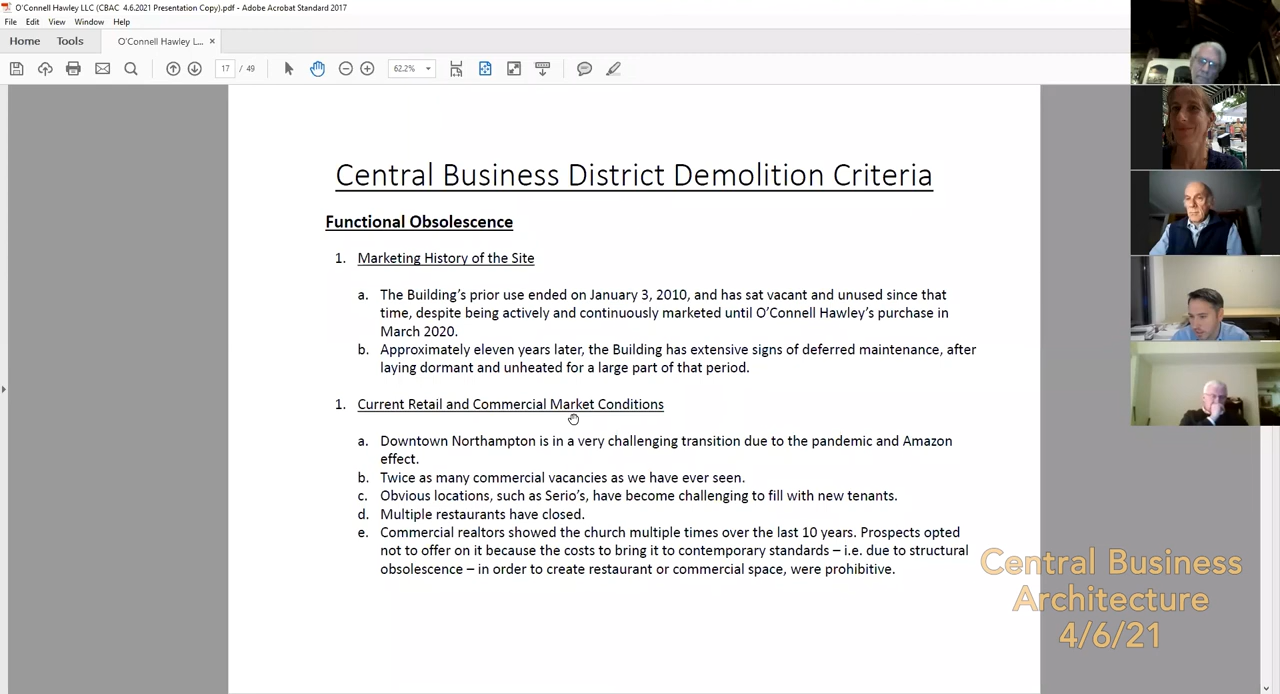 O'Connell Hawley LLC (CBAC 4.6.2021 Presentation Copy).pdf - Adobe Acrobat Standard 2017
File Edit View Window Help
Home Tools O'Connell Hawley L... ×
17 / 49 62.2%
Central Business District Demolition Criteria
Functional Obsolescence
1. Marketing History of the Site
a. The Building's prior use ended on January 3, 2010, and has sat vacant and unused since that
time, despite being actively and continuously marketed until O'Connell Hawley's purchase in
March 2020.
b. Approximately eleven years later, the Building has extensive signs of deferred maintenance, after
laying dormant and unheated for a large part of that period.
1. Current Retail and Commercial Market Conditions
a. Downtown Northampton is in a very challenging transition due to the pandemic and Amazon
effect.
b. Twice as many commercial vacancies as we have ever seen.
c. Obvious locations, such as Serio's, have become challenging to fill with new tenants.
d. Multiple restaurants have closed.
e. Commercial realtors showed the church multiple times over the last 10 years. Prospects opted
not to offer on it because the costs to bring it to contemporary standards – i.e. due to structural
obsolescence – in order to create restaurant or commercial space, were prohibitive.
Central Business
Architecture
4/6/21